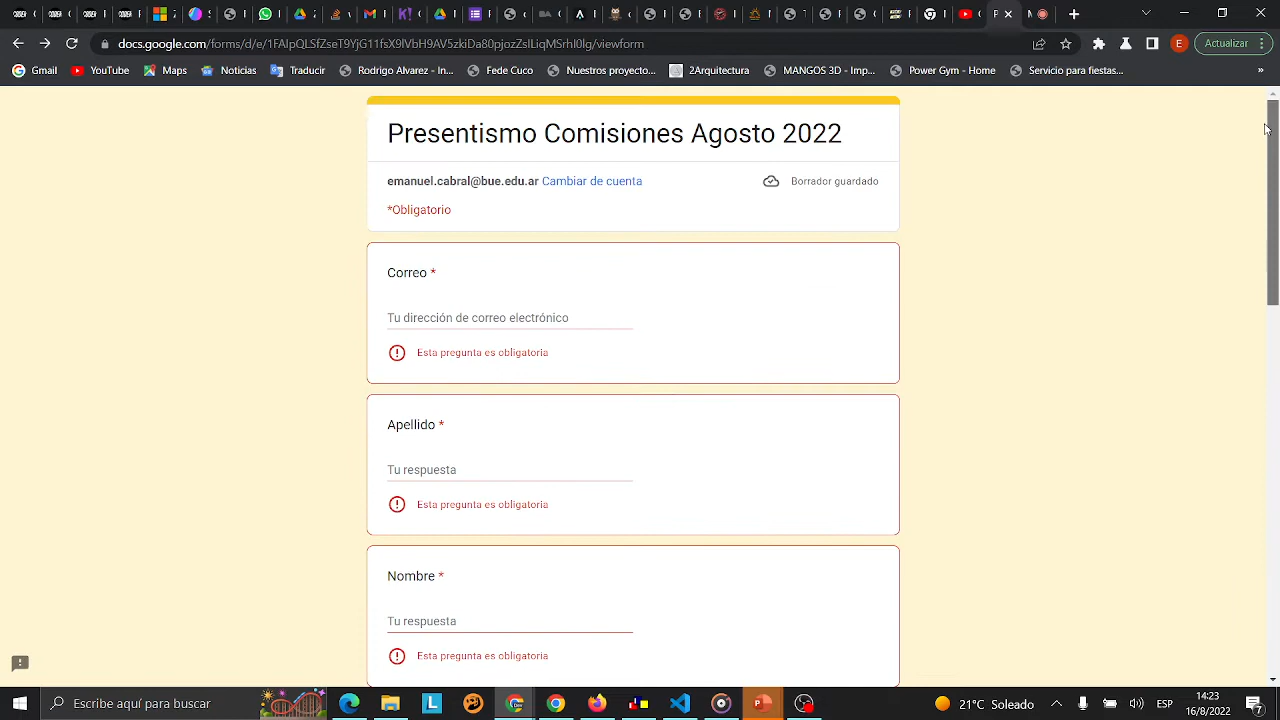 docs.google.com/forms/d/e/1FAIpQLSfZseT9YjG11fsX9IVbH9AV5zkiDa80pjozZsILiqMSrhI0lg/viewform
E
Actualizar
Gmail
YouTube
Maps
Noticias
Traducir
Rodrigo Alvarez - In...
Fede Cuco
Nuestros proyecto...
2Arquitectura
MANGOS 3D - Imp...
Power Gym - Home
Servicio para fiestas...
»
Presentismo Comisiones Agosto 2022
emanuel.cabral@bue.edu.ar Cambiar de cuenta
Borrador guardado
*Obligatorio
Correo *
Tu dirección de correo electrónico
Esta pregunta es obligatoria
Apellido *
Tu respuesta
Esta pregunta es obligatoria
Nombre *
Tu respuesta
Esta pregunta es obligatoria
Escribe aquí para buscar
21°C Soleado
ESP
14:23
16/8/2022